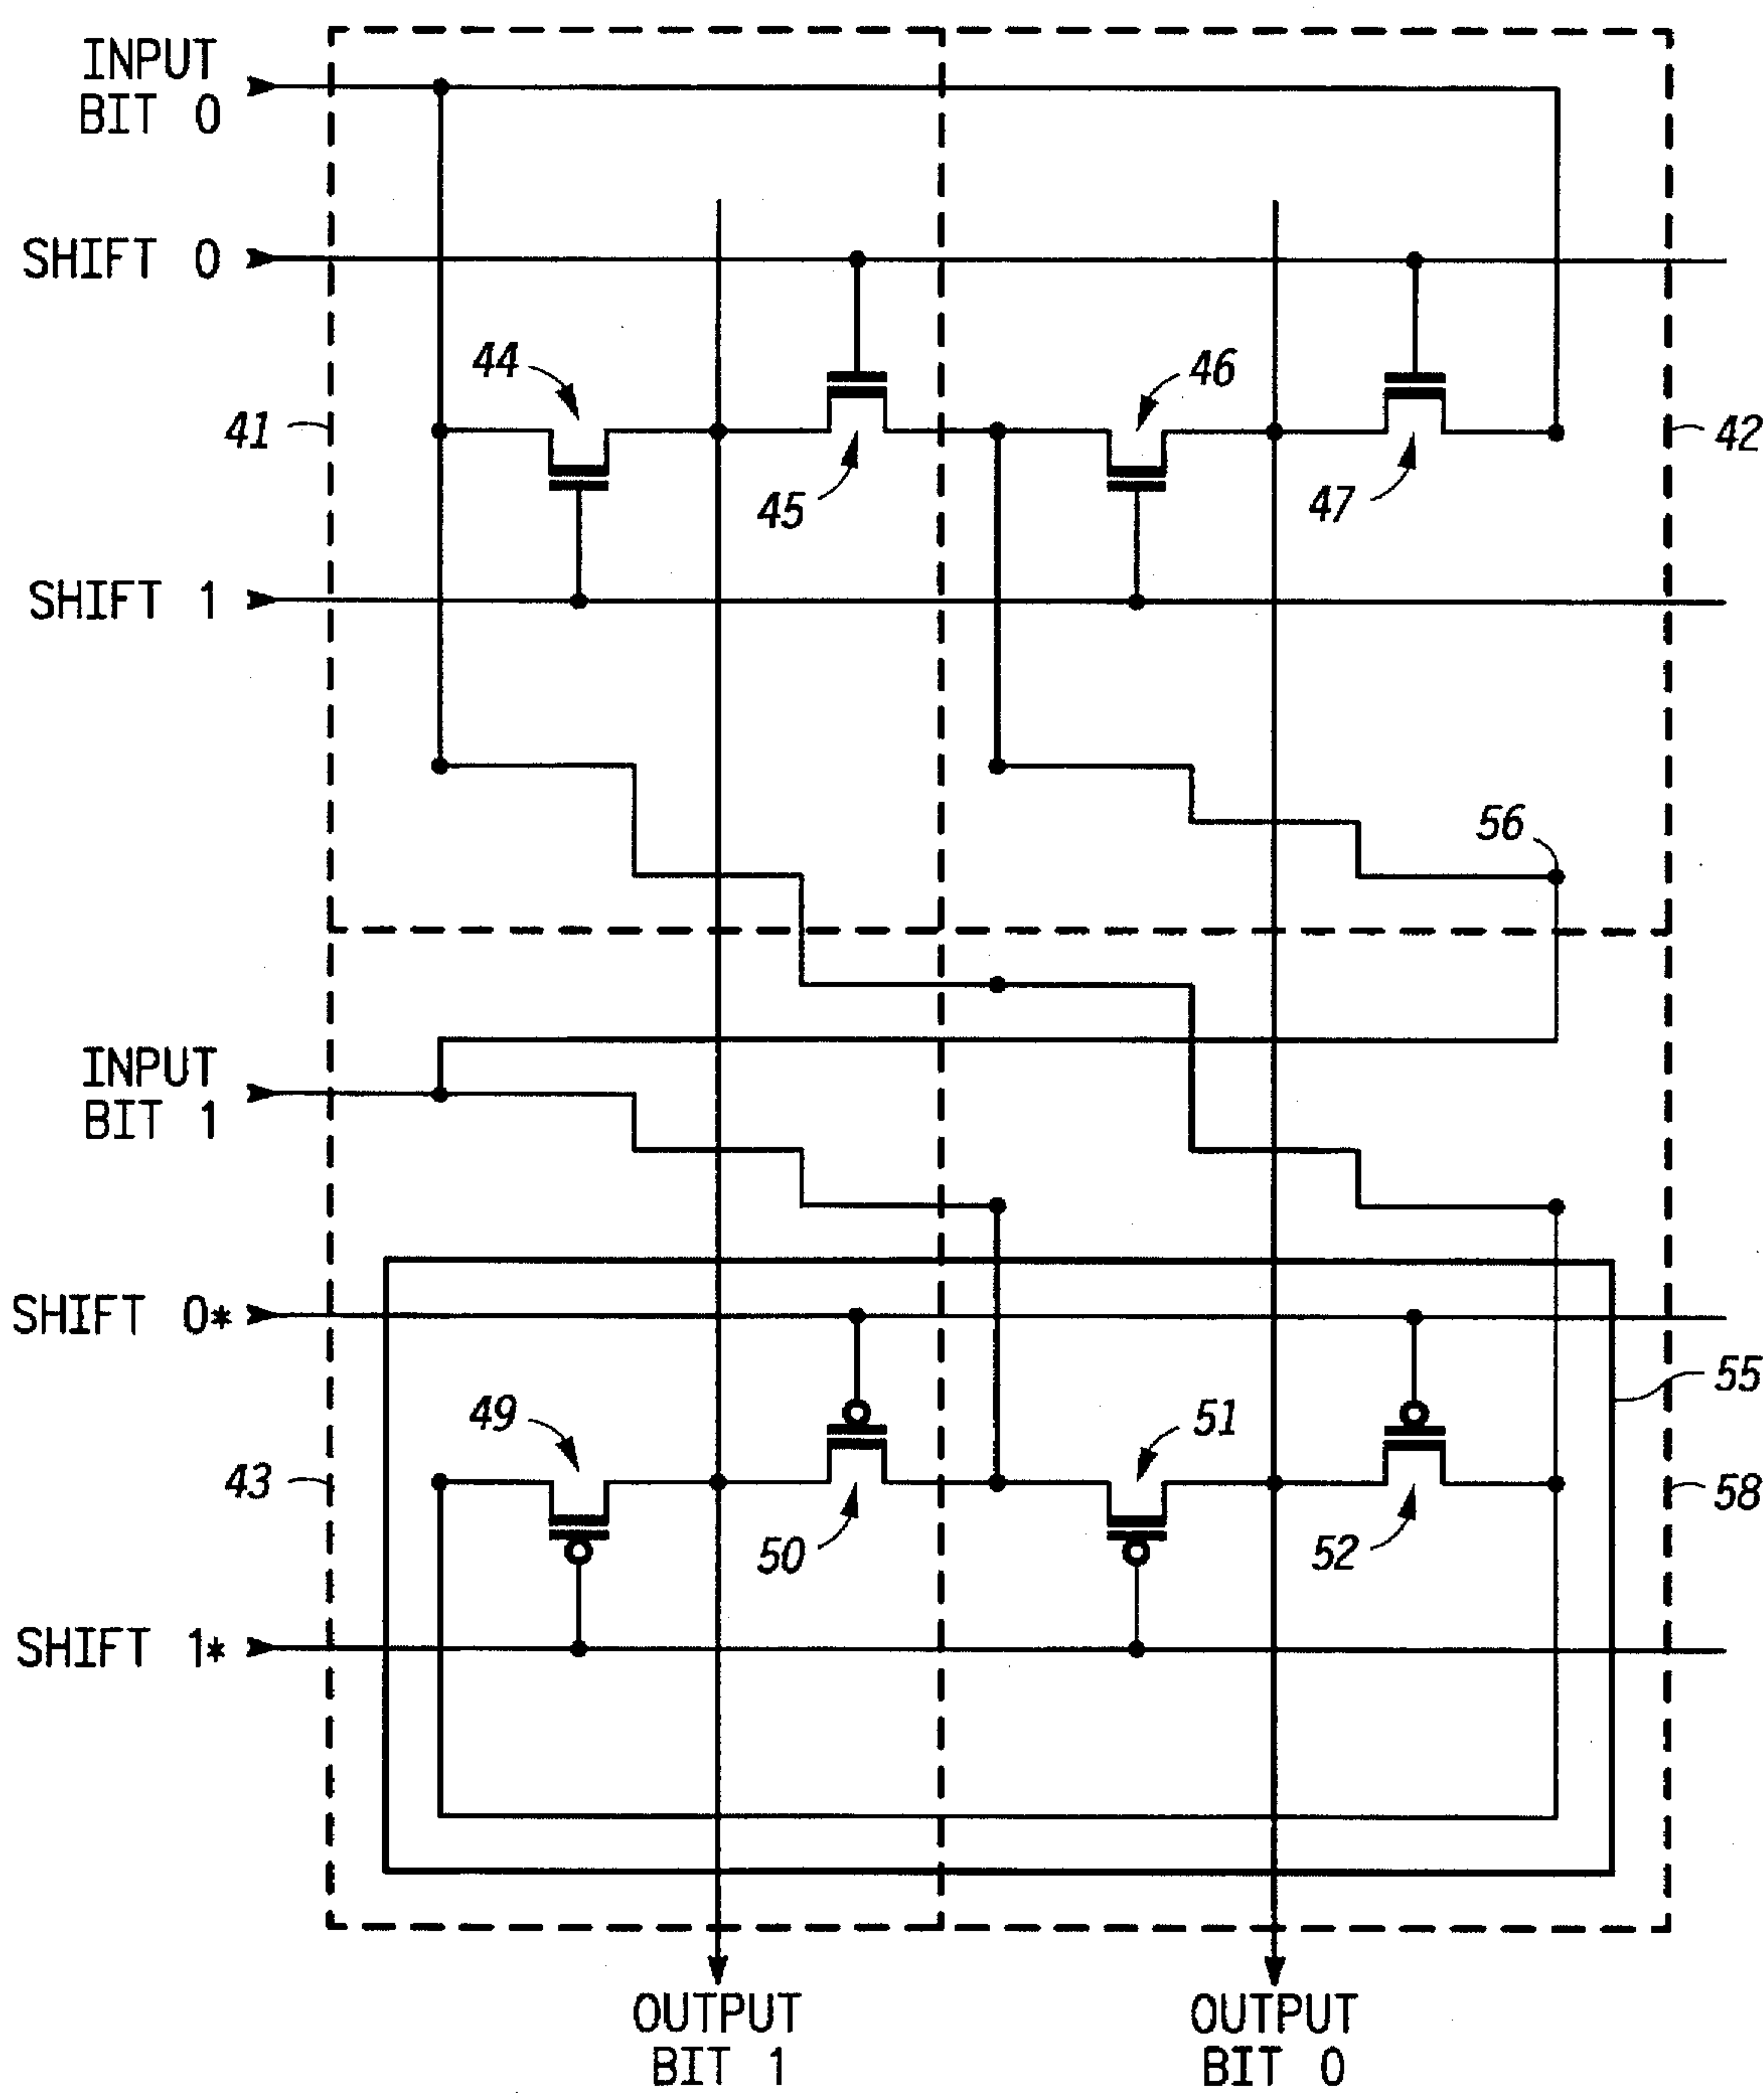 INPUT
BIT 0
SHIFT 0
44
46
41
42
45
47
SHIFT 1
56
INPUT
BIT 1
SHIFT 0*
55
49
51
43
58
50
52
SHIFT 1*
OUTPUT
BIT 1
OUTPUT
BIT 0